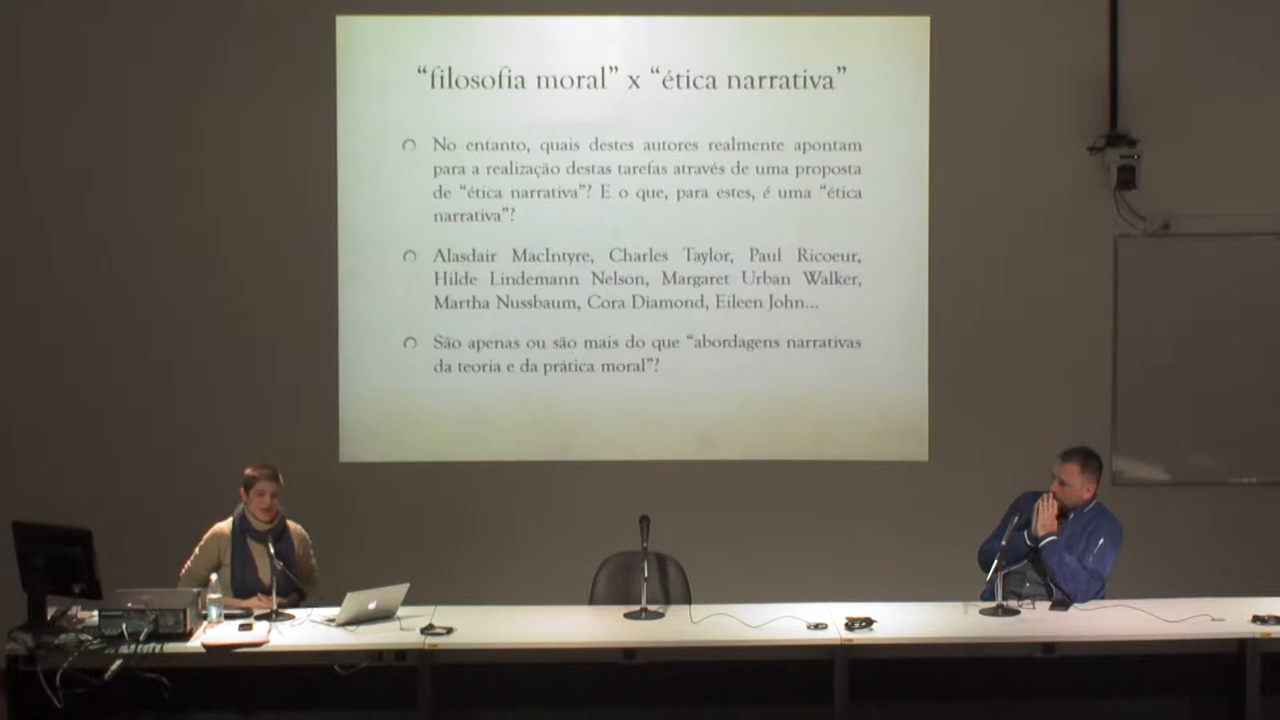 “filosofia moral” x “ética narrativa”
No entanto, quais destes autores realmente apontam
para a realização destas tarefas através de uma proposta
de “ética narrativa”? E o que, para estes, é uma “ética
narrativa”?
Alasdair MacIntyre, Charles Taylor, Paul Ricoeur,
Hilde Lindemann Nelson, Margaret Urban Walker,
Martha Nussbaum, Cora Diamond, Eileen John...
São apenas ou são mais do que “abordagens narrativas
da teoria e da prática moral”?